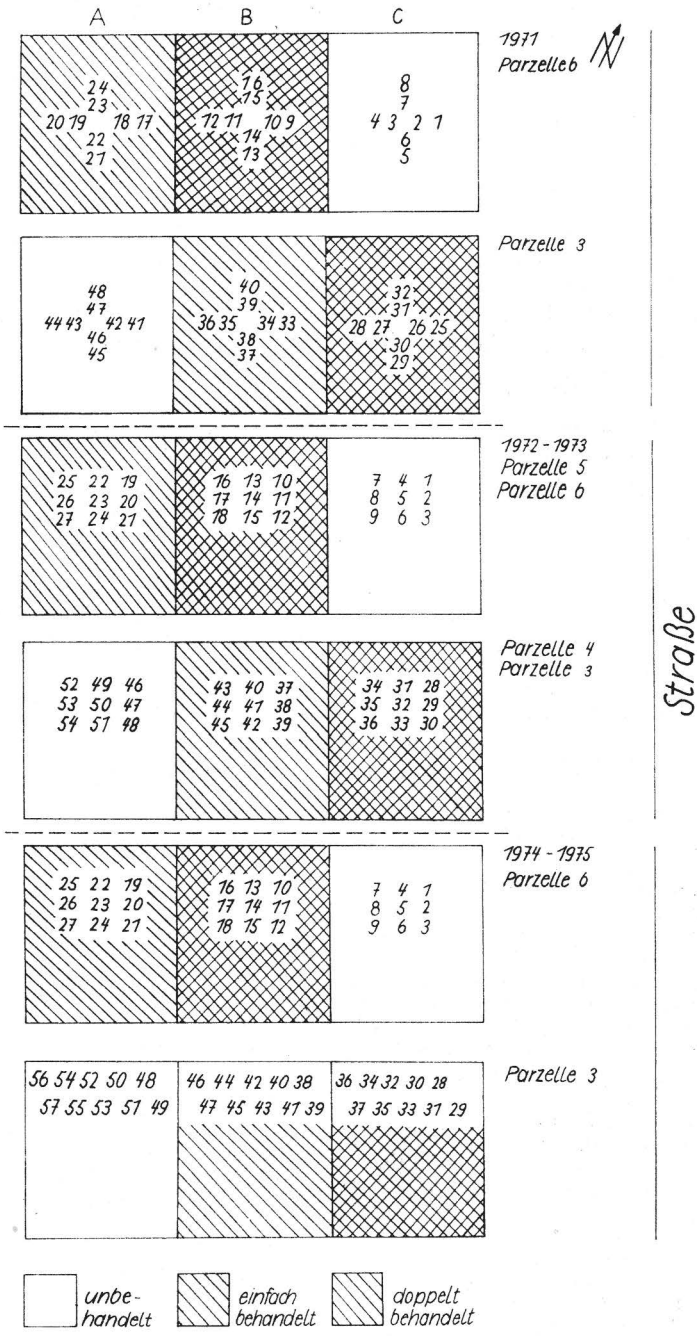 A B C
1971
Parzelle 6
N
24
23
20 19 18 17
22
21
16
15
12 11 10 9
14
13
8
7
4 3 2 1
6
5
Parzelle 3
48
47
44 43 42 41
46
45
40
39
36 35 34 33
38
37
32
31
28 27 26 25
30
29
1972-1973
Parzelle 5
Parzelle 6
25 22 19
26 23 20
27 24 21
16 13 10
17 14 11
18 15 12
7 4 1
8 5 2
9 6 3
Parzelle 4
Parzelle 3
52 49 46
53 50 47
54 51 48
43 40 37
44 41 38
45 42 39
34 31 28
35 32 29
36 33 30
Straße
1974-1975
Parzelle 6
25 22 19
26 23 20
27 24 21
16 13 10
17 14 11
18 15 12
7 4 1
8 5 2
9 6 3
Parzelle 3
56 54 52 50 48
57 55 53 51 49
46 44 42 40 38
47 45 43 41 39
36 34 32 30 28
37 35 33 31 29
unbe-
handelt
einfach
behandelt
doppelt
behandelt